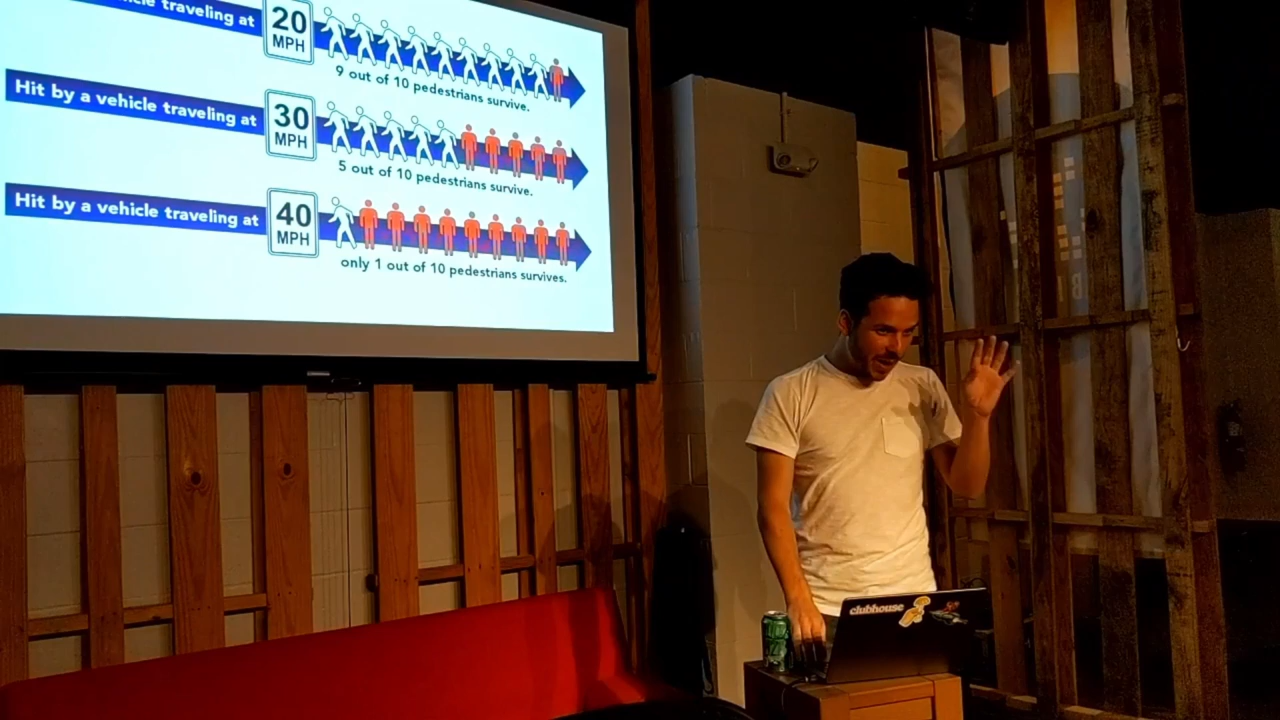 vehicle traveling at
20
MPH
9 out of 10 pedestrians survive.
Hit by a vehicle traveling at
30
MPH
5 out of 10 pedestrians survive.
Hit by a vehicle traveling at
40
MPH
only 1 out of 10 pedestrians survives.
clubhouse